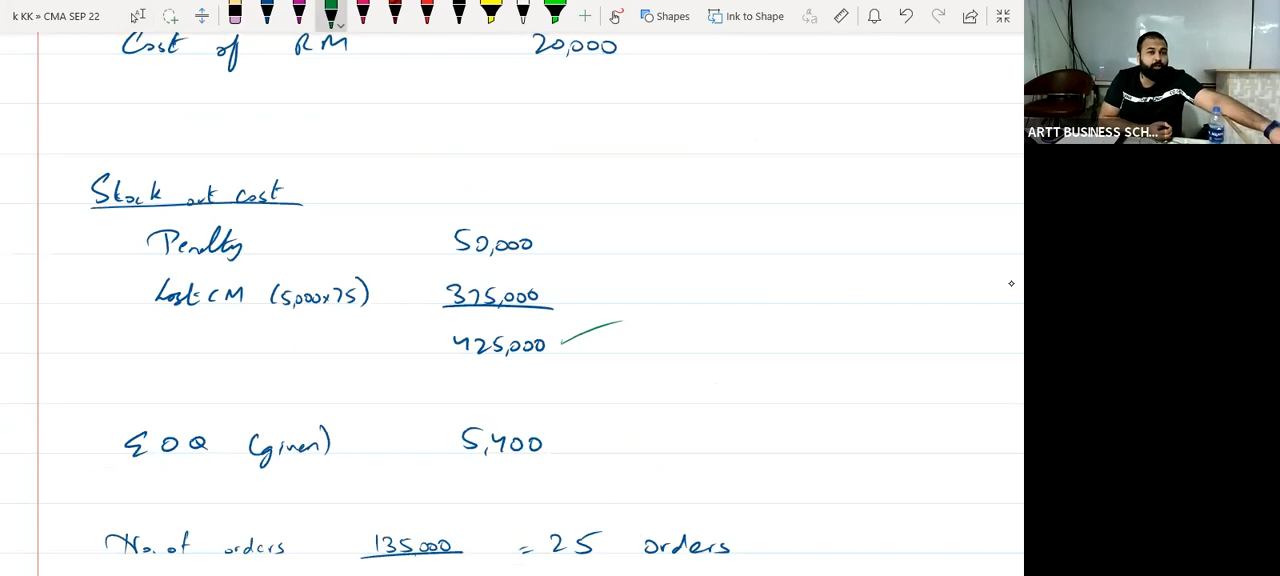 k KK » CMA SEP 22
Shapes
Ink to Shape
Cost of RM 20,000
ARTT BUSINESS SCH...
Stock out cost
Penalty 50,000
Lost CM (5,000x75) 375,000
425,000
EOQ (given) 5,400
No. of orders 135,000 = 25 orders